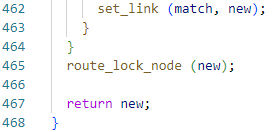 462 set_link (match, new);
463 }
464 }
465 route_lock_node (new);
466
467 return new;
468 }